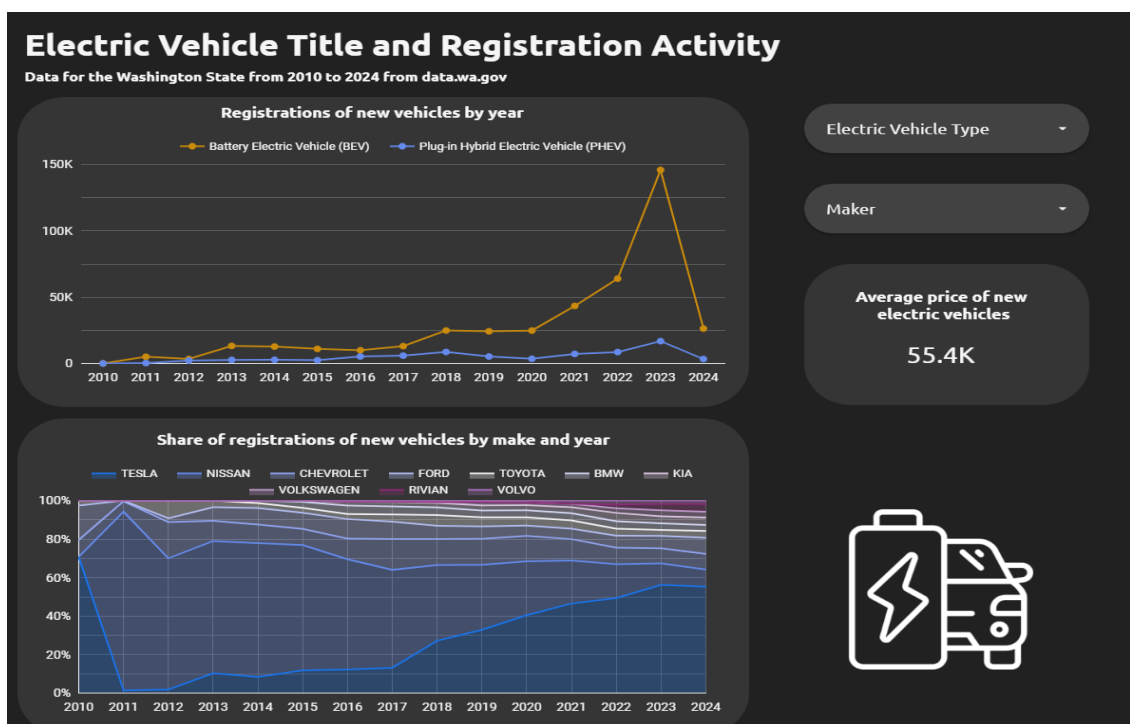 Electric Vehicle Title and Registration Activity
Data for the Washington State from 2010 to 2024 from data.wa.gov
Registrations of new vehicles by year
Battery Electric Vehicle (BEV) Plug-in Hybrid Electric Vehicle (PHEV)
150K
100K
50K
0
2010 2011 2012 2013 2014 2015 2016 2017 2018 2019 2020 2021 2022 2023 2024
Electric Vehicle Type
Maker
Average price of new
electric vehicles
55.4K
Share of registrations of new vehicles by make and year
TESLA NISSAN CHEVROLET FORD TOYOTA BMW KIA
VOLKSWAGEN RIVIAN VOLVO
100%
80%
60%
40%
20%
0%
2010 2011 2012 2013 2014 2015 2016 2017 2018 2019 2020 2021 2022 2023 2024